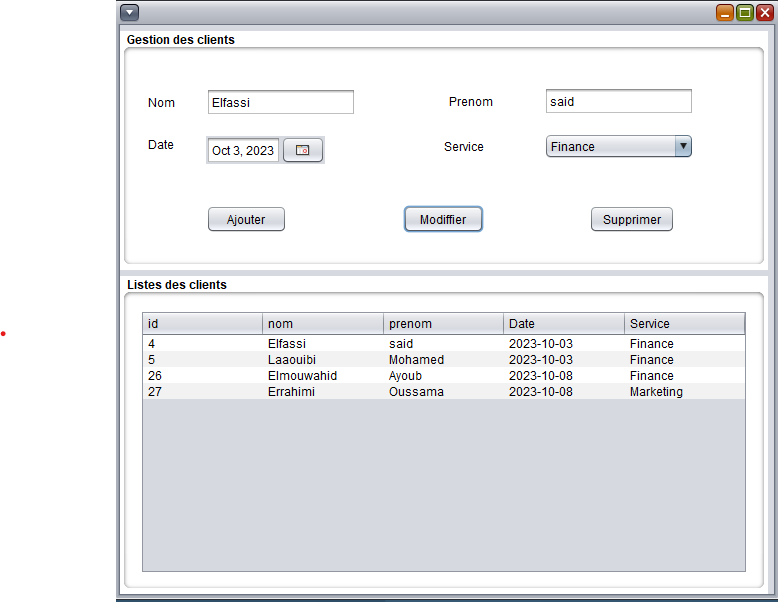 Gestion des clients
Nom Elfassi Prenom said
Date Oct 3, 2023 Service Finance
Ajouter Modiffier Supprimer
Listes des clients
id nom prenom Date Service
4 Elfassi said 2023-10-03 Finance
5 Laaouibi Mohamed 2023-10-03 Finance
26 Elmouwahid Ayoub 2023-10-08 Finance
27 Errahimi Oussama 2023-10-08 Marketing